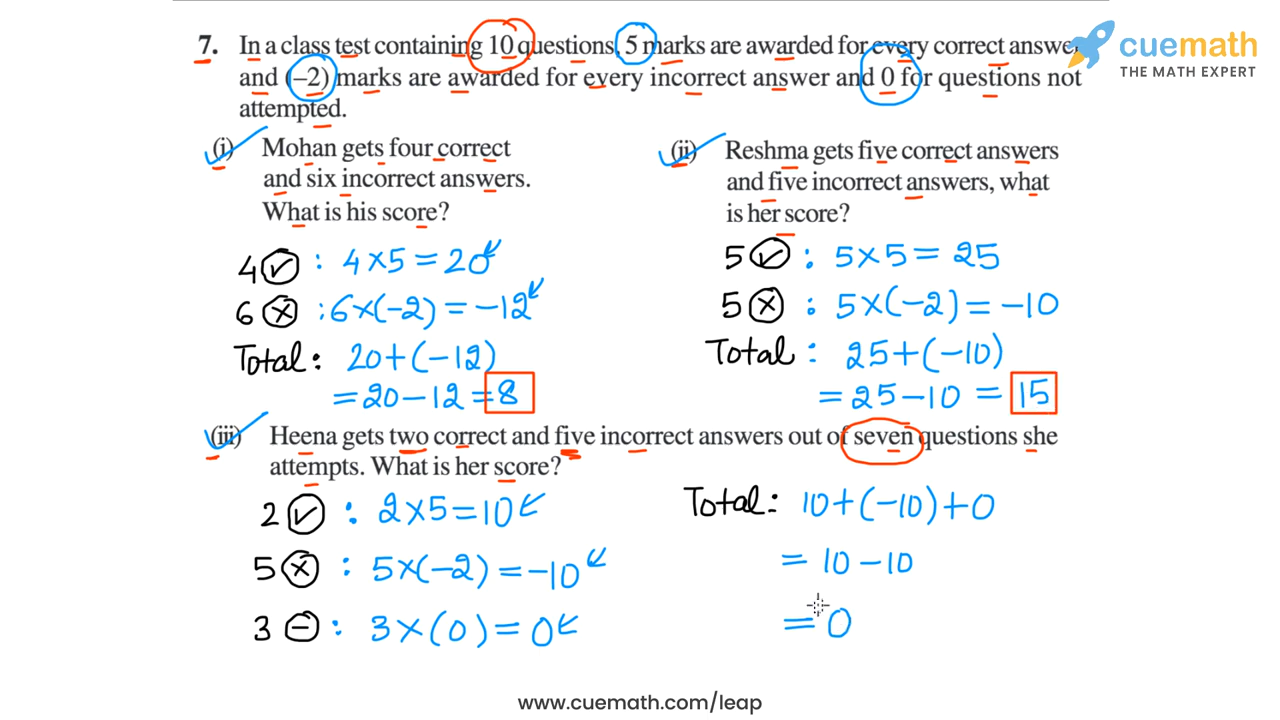 cuemath
THE MATH EXPERT
7. In a class test containing 10 questions, 5 marks are awarded for every correct answer
and (–2) marks are awarded for every incorrect answer and 0 for questions not
attempted.
(i) Mohan gets four correct
and six incorrect answers.
What is his score?
4 ✓ : 4×5=20
6 × : 6×(−2) = −12
Total: 20+(−12)
=20−12=8
(ii) Reshma gets five correct answers
and five incorrect answers, what
is her score?
5 ✓ : 5×5=25
5 × : 5×(−2)= −10
Total : 25+(−10)
=25−10 = 15
(iii) Heena gets two correct and five incorrect answers out of seven questions she
attempts. What is her score?
2 ✓ : 2×5=10
5 × : 5×(−2)=−10
3 − : 3×(0)= 0
Total: 10+(−10)+0
= 10−10
= 0
www.cuemath.com/leap